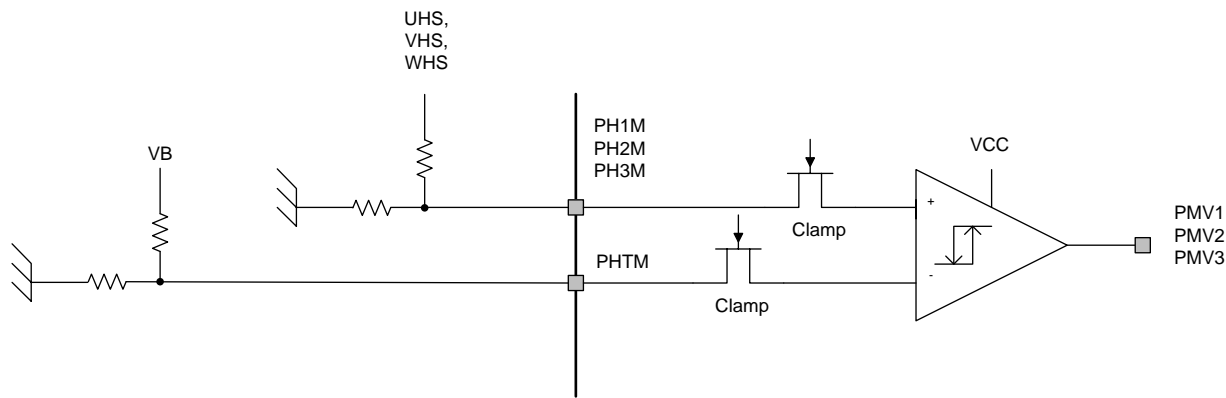 UHS,
VHS,
WHS
VB
PH1M
PH2M
PH3M
VCC
Clamp
+
-
PMV1
PMV2
PMV3
PHTM
Clamp